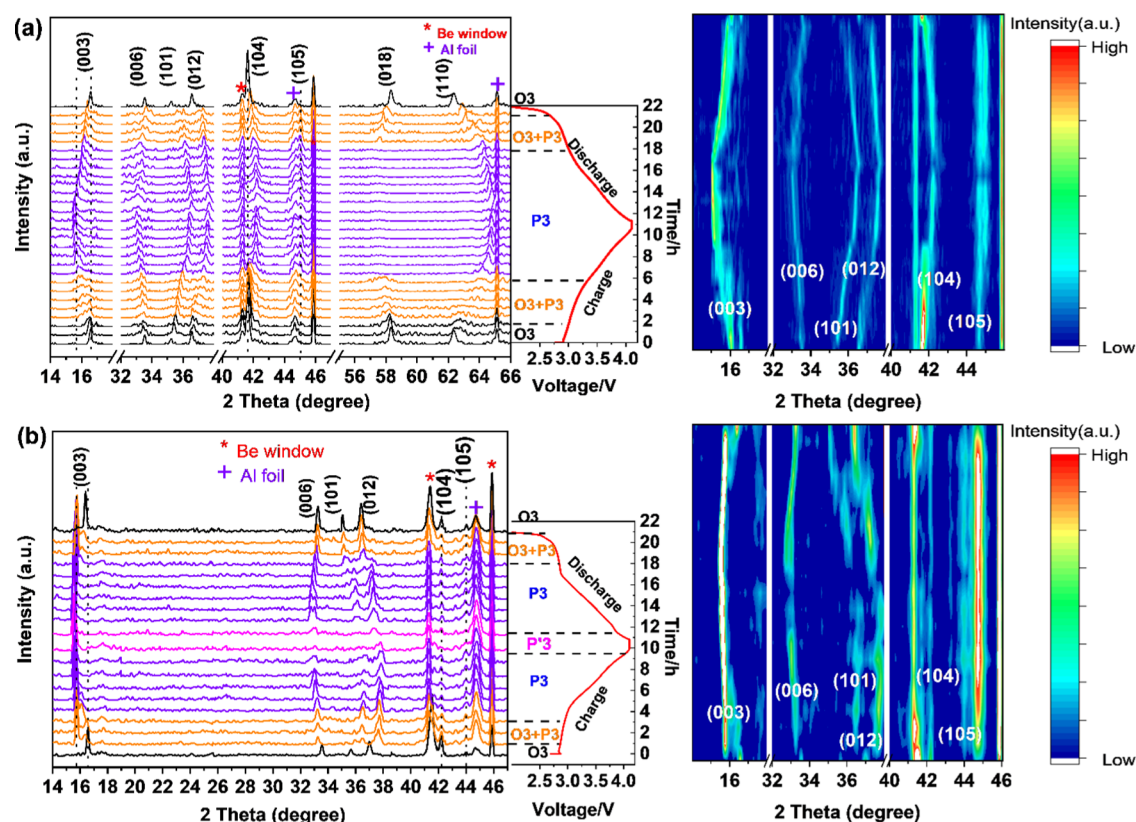 (a)
* Be window
+ Al foil
(003)
(006)
(101)
(012)
(104)
(105)
(018)
(110)
*
+
+
Intensity (a.u.)
O3
O3+P3
P3
O3+P3
O3
Discharge
Charge
22
20
18
16
14
12
10
8
6
4
2
0
Time/h
14 16 32 34 36 38 40 42 44 46 56 58 60 62 64 66
2 Theta (degree)
2.5 3.0 3.5 4.0
Voltage/V
(003)
(006)
(101)
(012)
(104)
(105)
16 32 34 36 38 40 42 44
2 Theta (degree)
Intensity(a.u.)
High
Low
(b)
* Be window
+ Al foil
(003)
(006)
(101)
(012)
(104)
(105)
*
+
*
Intensity (a.u.)
O3
O3+P3
P3
P'3
P3
O3+P3
O3
Discharge
Charge
22
20
18
16
14
12
10
8
6
4
2
0
Time/h
14 16 18 20 22 24 26 28 30 32 34 36 38 40 42 44 46
2 Theta (degree)
2.5 3.0 3.5 4.0
Voltage/V
(003)
(006)
(101)
(012)
(104)
(105)
16 32 34 36 38 40 42 44 46
2 Theta (degree)
Intensity(a.u.)
High
Low